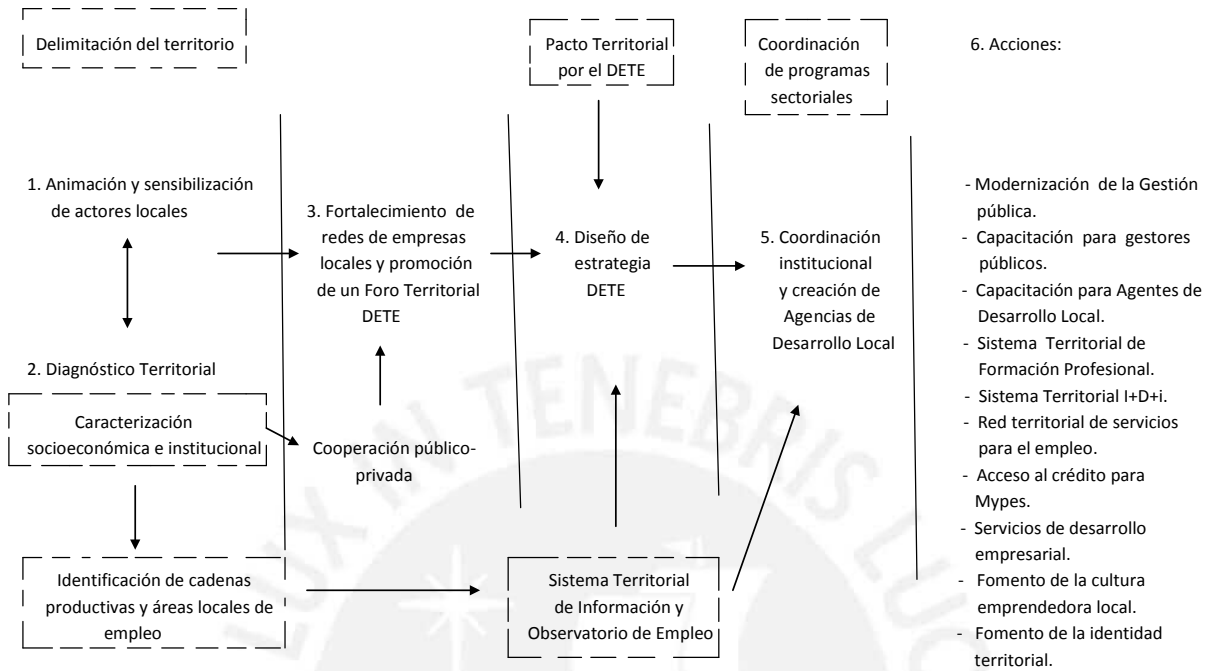 Delimitación del territorio
Pacto Territorial
por el DETE
Coordinación
de programas
sectoriales
6. Acciones:
1. Animación y sensibilización
de actores locales
2. Diagnóstico Territorial
Caracterización
socioeconómica e institucional
Identificación de cadenas
productivas y áreas locales de
empleo
3. Fortalecimiento de
redes de empresas
locales y promoción
de un Foro Territorial
DETE
Cooperación público-
privada
4. Diseño de
estrategia
DETE
Sistema Territorial
de Información y
Observatorio de Empleo
5. Coordinación
institucional
y creación de
Agencias de
Desarrollo Local
- Modernización de la Gestión
pública.
- Capacitación para gestores
públicos.
- Capacitación para Agentes de
Desarrollo Local.
- Sistema Territorial de
Formación Profesional.
- Sistema Territorial I+D+i.
- Red territorial de servicios
para el empleo.
- Acceso al crédito para
Mypes.
- Servicios de desarrollo
empresarial.
- Fomento de la cultura
emprendedora local.
- Fomento de la identidad
territorial.
LUX IN TENEBRIS LUC